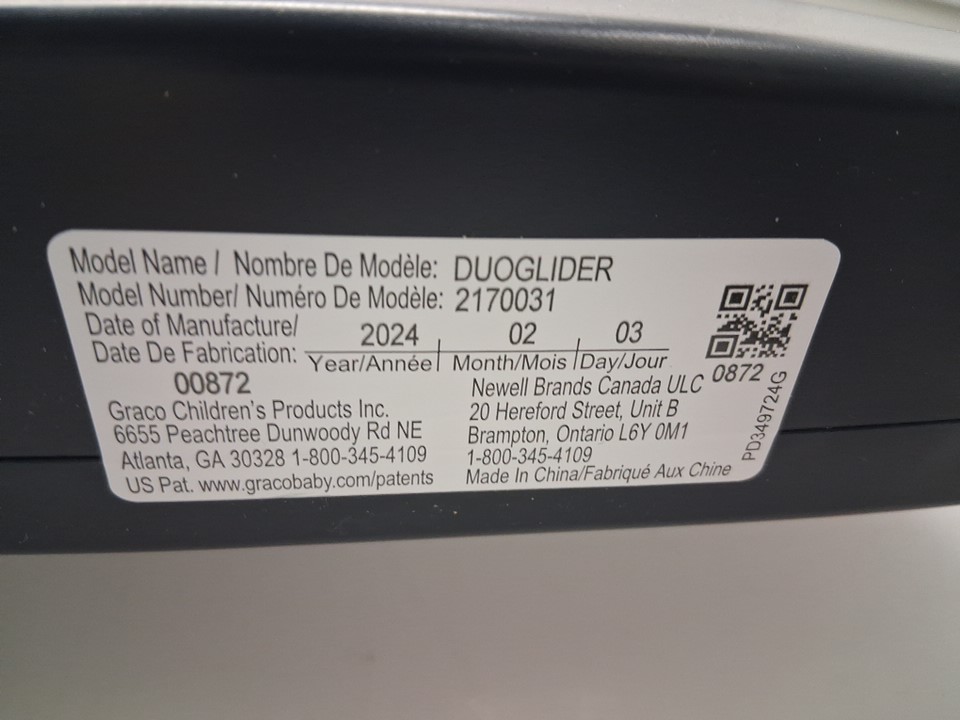 Model Name / Nombre De Modèle: DUOGLIDER
Model Number/ Numéro De Modèle: 2170031
Date of Manufacture/
Date De Fabrication:
2024 02 03
Year/Année Month/Mois Day/Jour
00872
Graco Children's Products Inc.
6655 Peachtree Dunwoody Rd NE
Atlanta, GA 30328 1-800-345-4109
US Pat. www.gracobaby.com/patents
Newell Brands Canada ULC
20 Hereford Street, Unit B
Brampton, Ontario L6Y 0M1
1-800-345-4109
Made In China/Fabriqué Aux Chine
0872
PD349724G